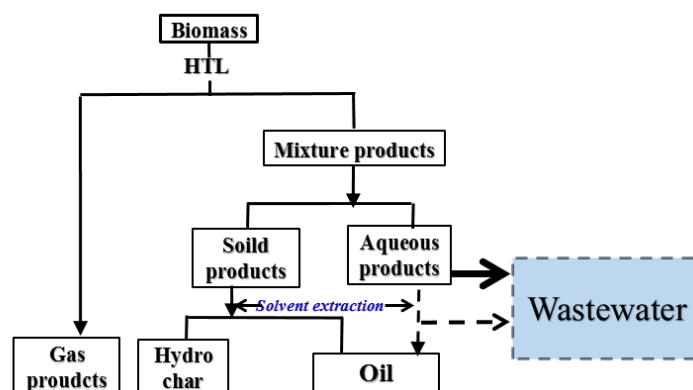 Biomass
HTL
Mixture products
Soild
products
Aqueous
products
Solvent extraction
Wastewater
Gas
proudcts
Hydro
char
Oil